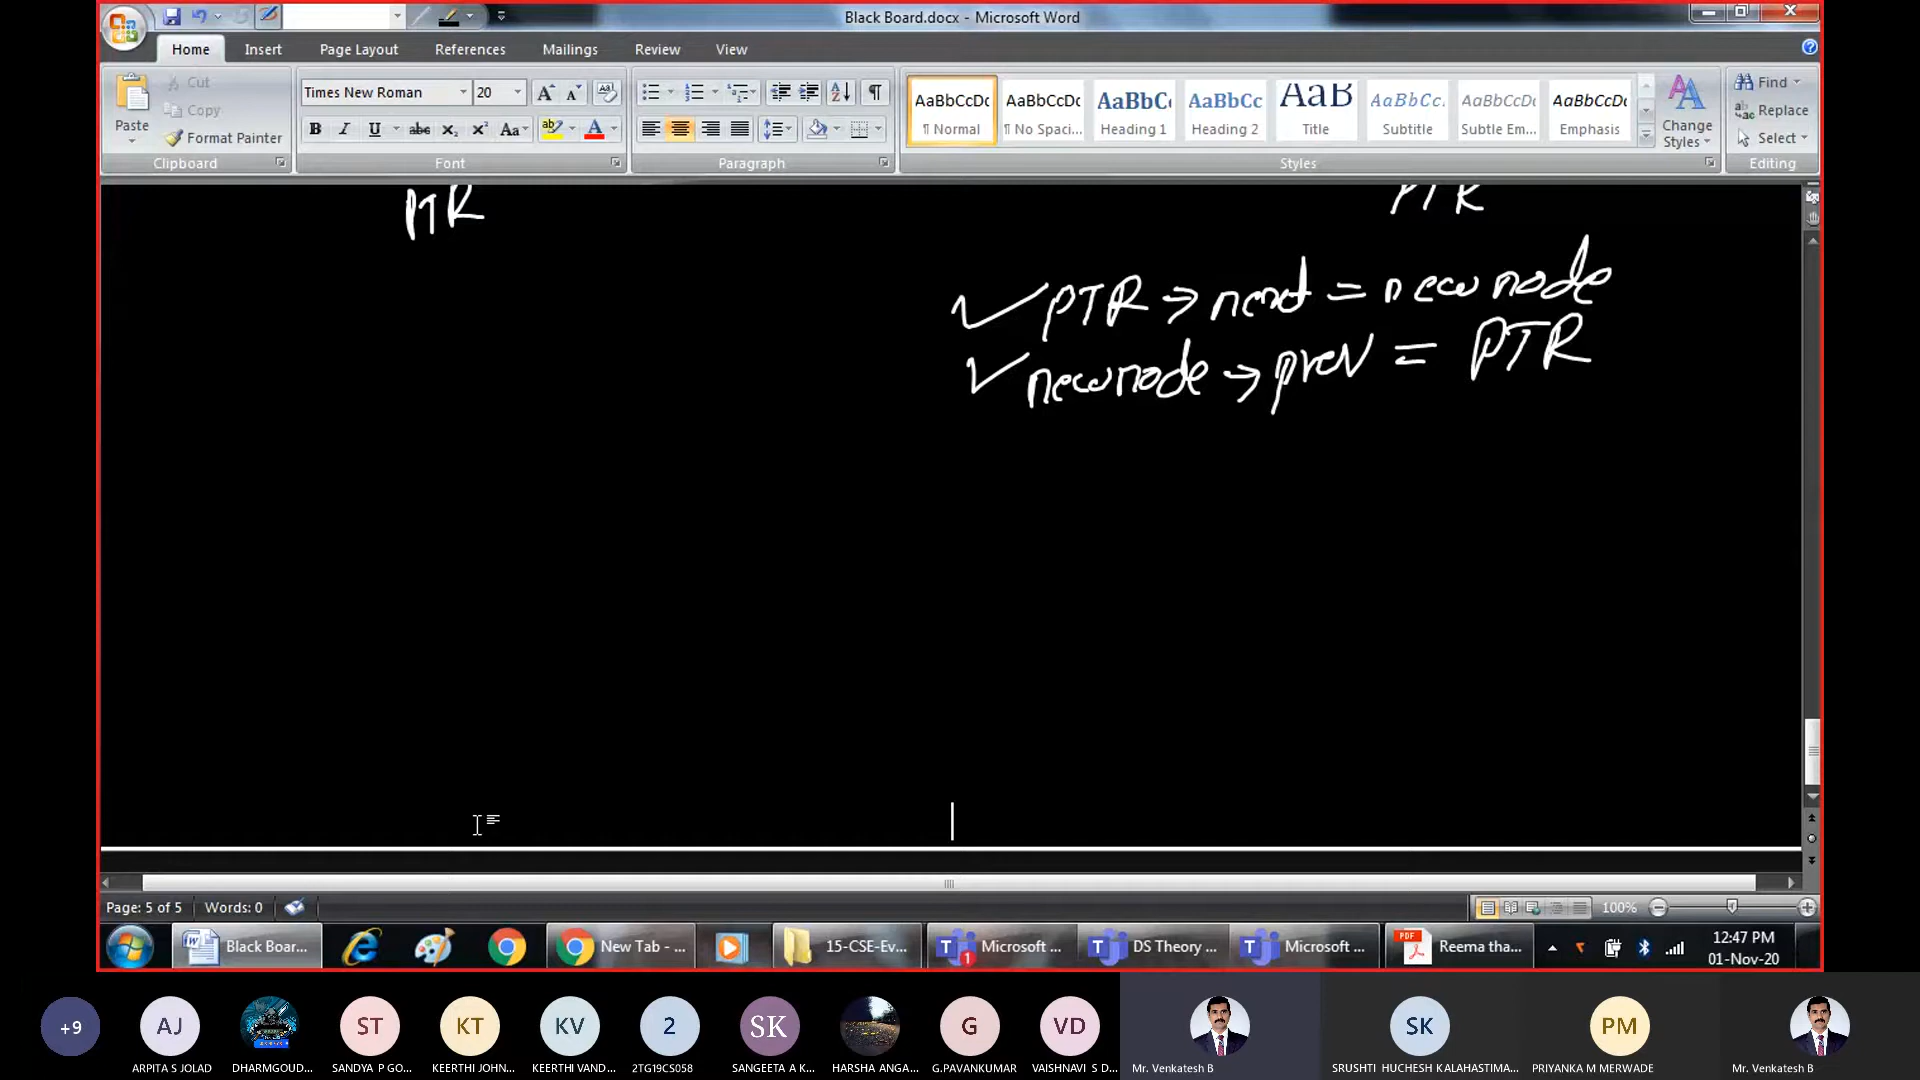 Black Board.docx - Microsoft Word
Home Insert Page Layout References Mailings Review View
Paste
Cut
Copy
Format Painter
Clipboard
Times New Roman 20
Font
Paragraph
AaBbCcDc AaBbCcDc AaBbC AaBbCc AaB AaBbCc. AaBbCcDc AaBbCcDc
¶ Normal ¶ No Spaci... Heading 1 Heading 2 Title Subtitle Subtle Em... Emphasis
Change Styles
Styles
Find
Replace
Select
Editing
PTR PTR
✓ PTR → next = newnode
✓ newnode → prev = PTR
Page: 5 of 5 Words: 0 100%
Black Boar... New Tab - ... 15-CSE-Ev... Microsoft ... DS Theory ... Microsoft ... Reema tha...
12:47 PM
01-Nov-20
+9 AJ ST KT KV 2 SK G VD SK PM
ARPITA S JOLAD DHARMGOUD... SANDYA P GO... KEERTHI JOHN... KEERTHI VAND... 2TG19CS058 SANGEETA A K... HARSHA ANGA... G.PAVANKUMAR VAISHNAVI S D... Mr. Venkatesh B SRUSHTI HUCHESH KALAHASTIMA... PRIYANKA M MERWADE Mr. Venkatesh B